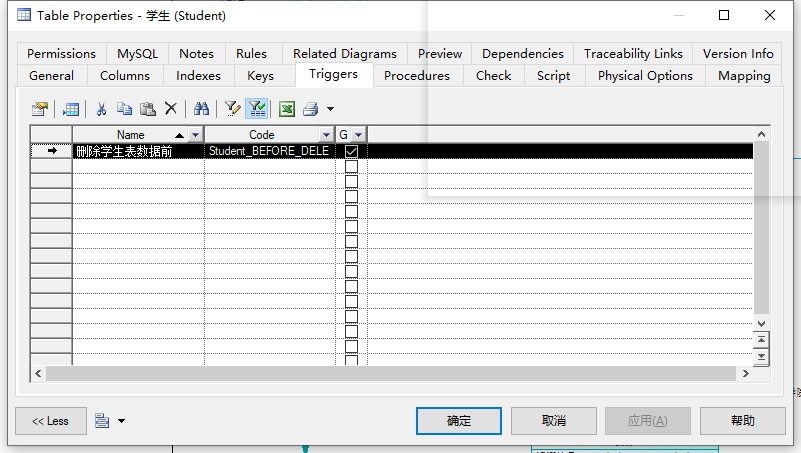 Table Properties - 学生 (Student)
Permissions MySQL Notes Rules Related Diagrams Preview Dependencies Traceability Links Version Info
General Columns Indexes Keys Triggers Procedures Check Script Physical Options Mapping
Name Code G
删除学生表数据前 Student_BEFORE_DELE
<< Less 确定 取消 应用(A) 帮助